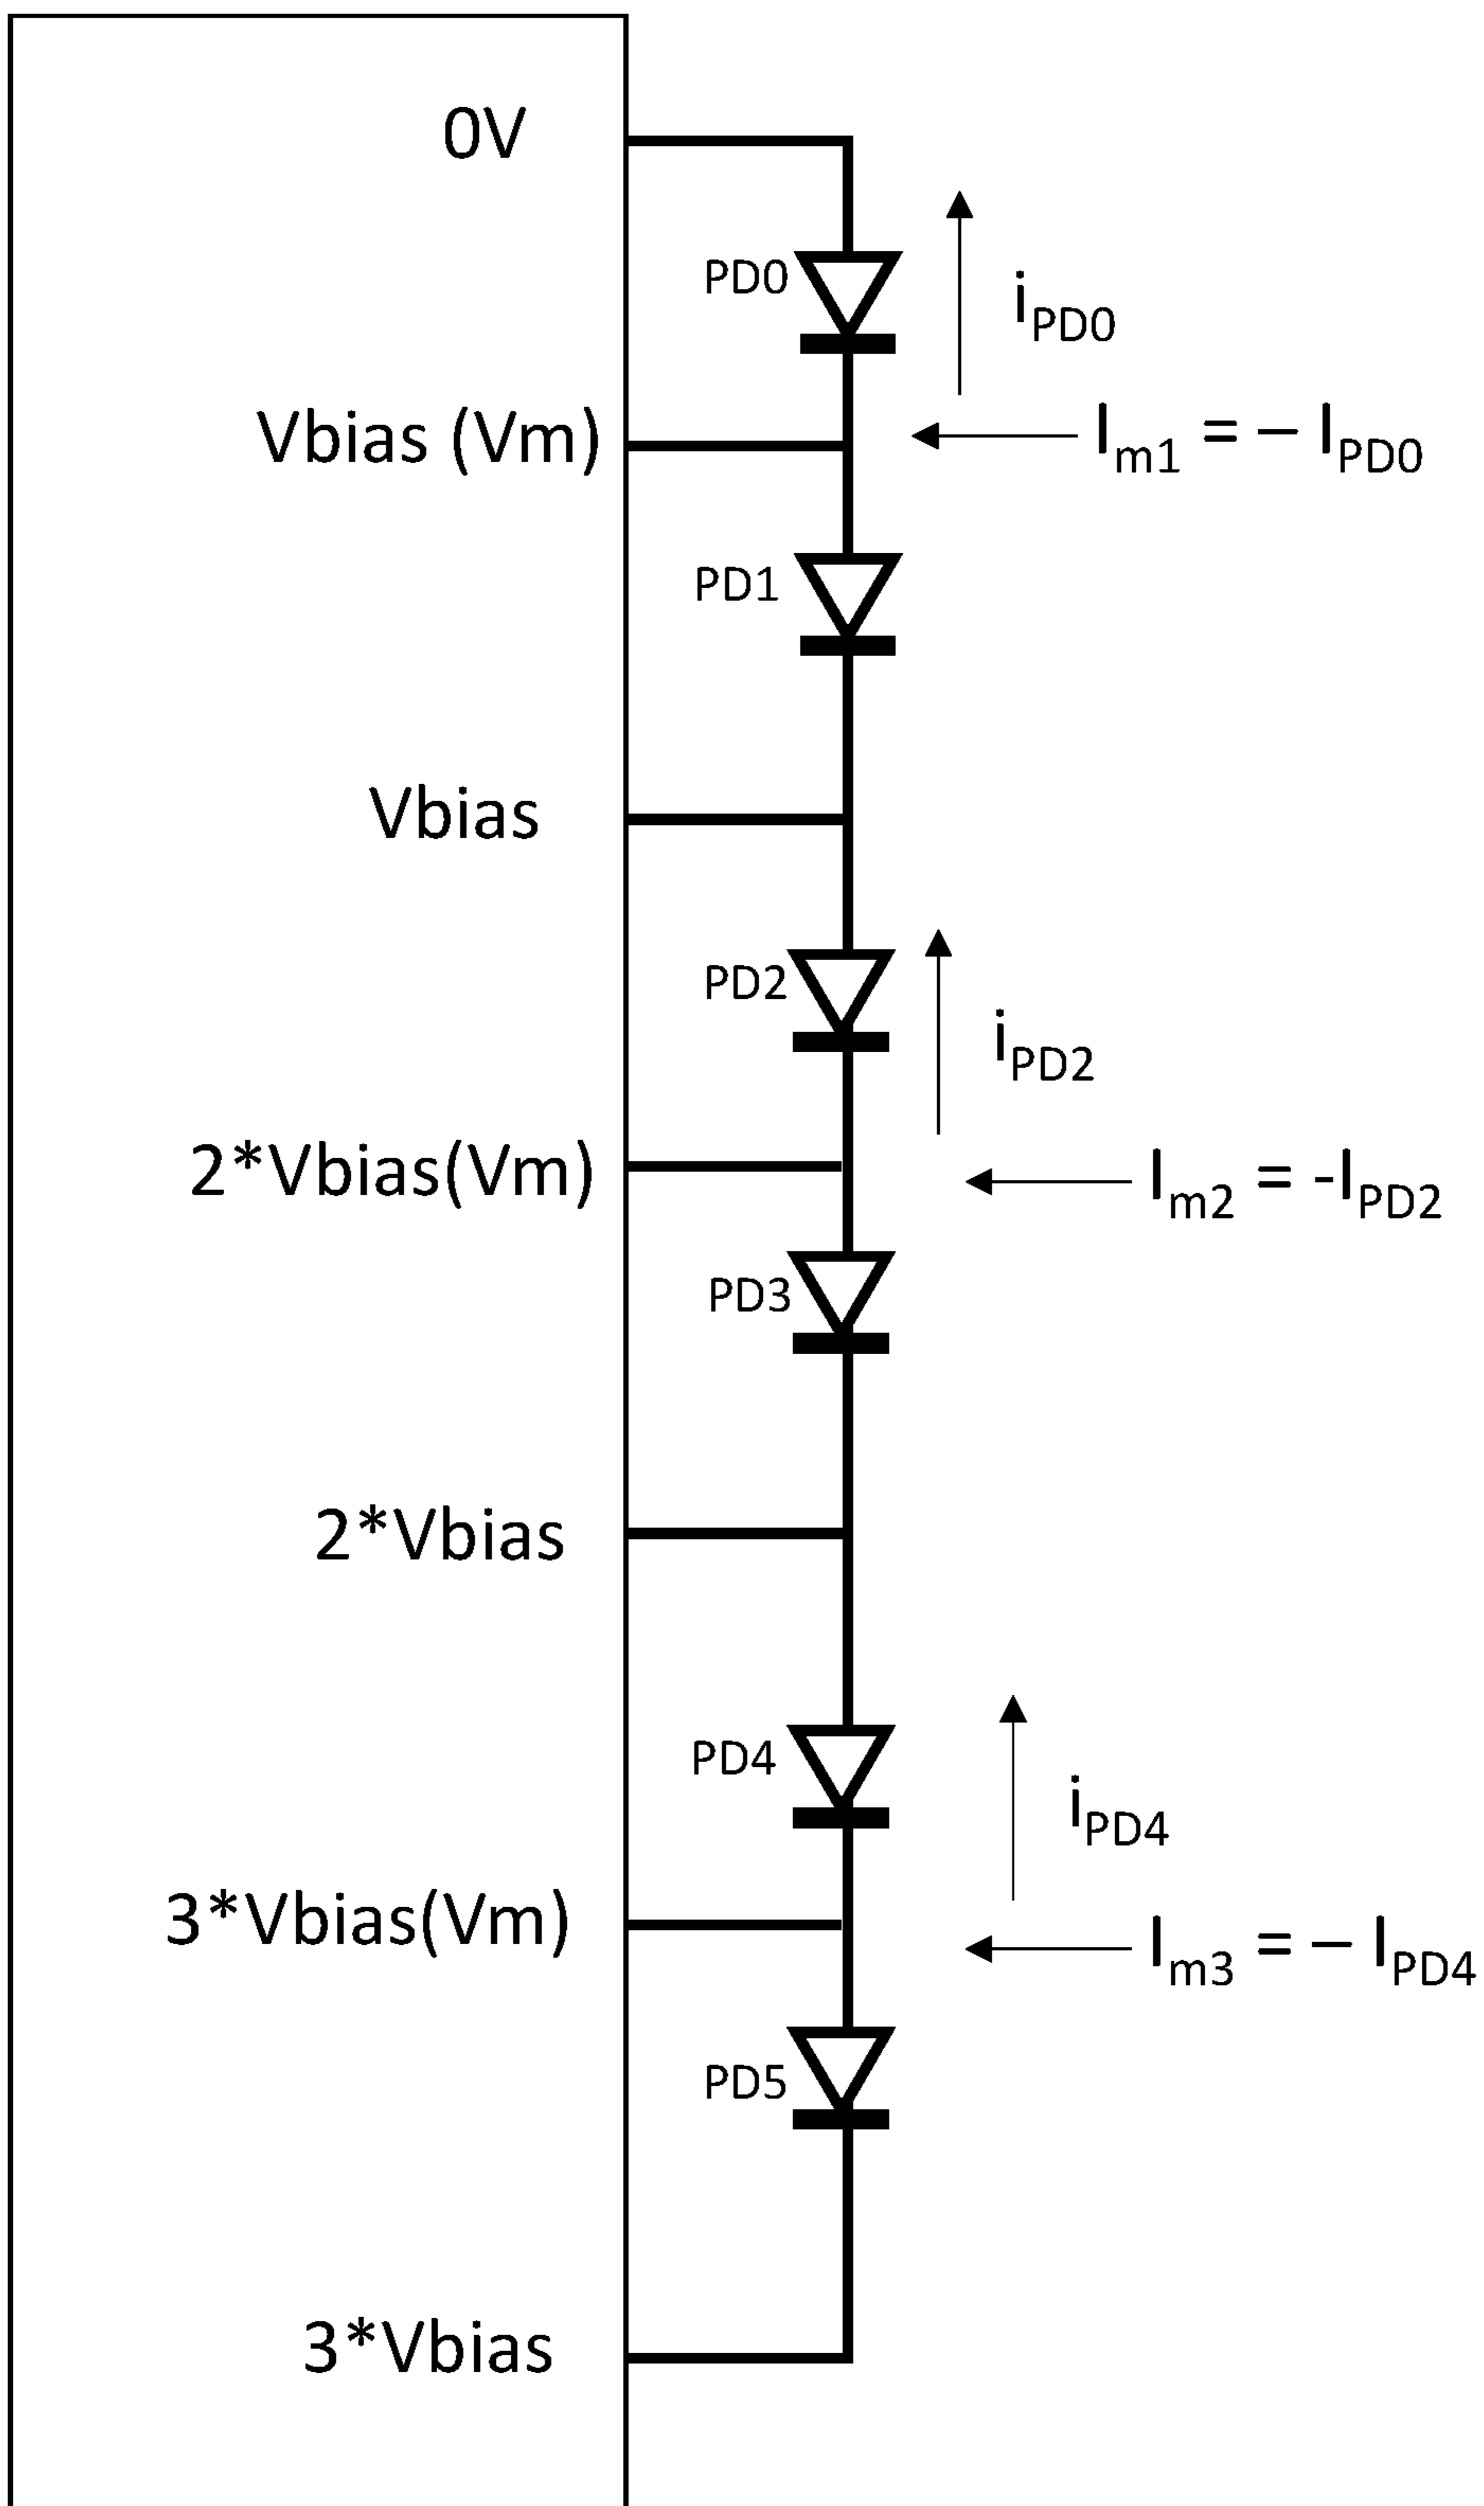 0V
PD0
iPD0
Vbias (Vm)
Im1 = – IPD0
PD1
Vbias
PD2
iPD2
2*Vbias(Vm)
Im2 = -IPD2
PD3
2*Vbias
PD4
iPD4
3*Vbias(Vm)
Im3 = – IPD4
PD5
3*Vbias